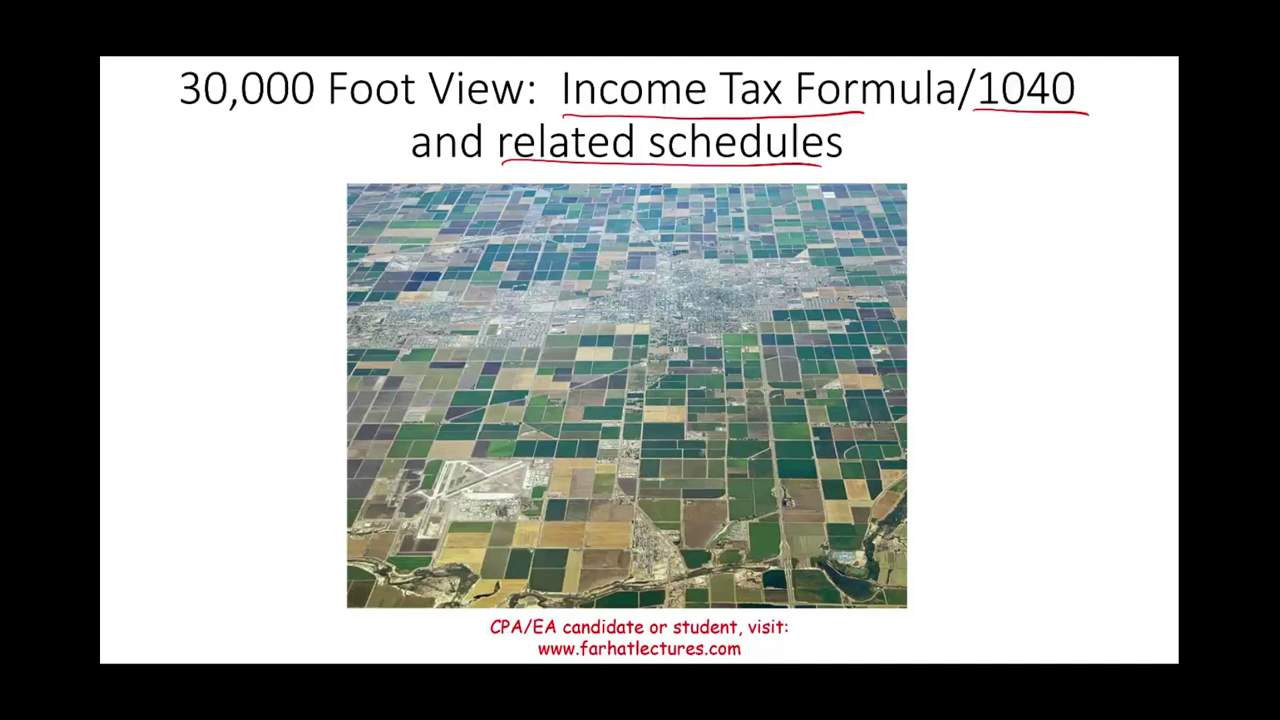 30,000 Foot View: Income Tax Formula/1040
and related schedules
CPA/EA candidate or student, visit:
www.farhatlectures.com